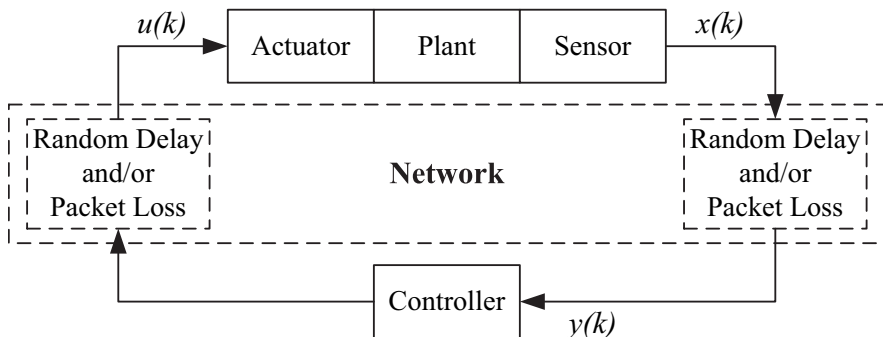 u(k)
Actuator
Plant
Sensor
x(k)
Random Delay
and/or
Packet Loss
Network
Random Delay
and/or
Packet Loss
Controller
y(k)